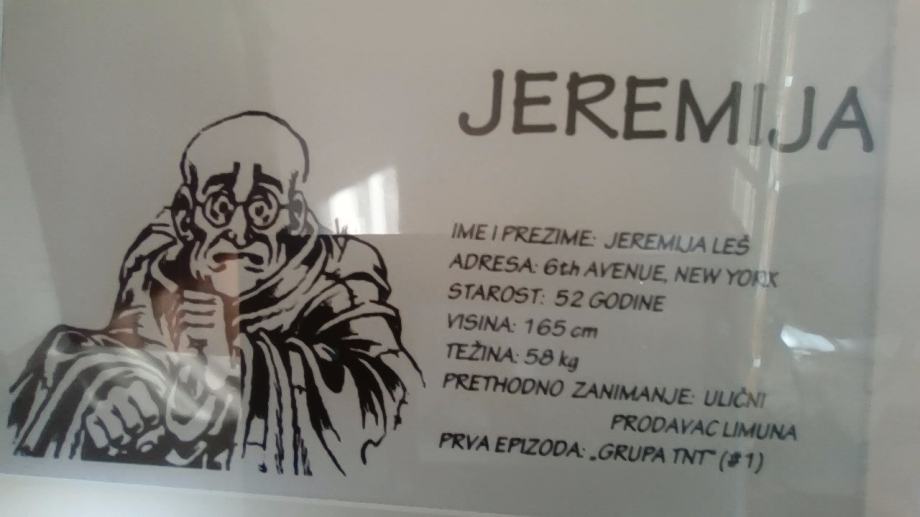 JEREMIJA
IME I PREZIME: JEREMIJA LEŠ
ADRESA: 6th AVENUE, NEW YORK
STAROST: 52 GODINE
VISINA: 165 cm
TEŽINA: 58 kg
PRETHODNO ZANIMANJE: ULIČNI
PRODAVAC LIMUNA
PRVA EPIZODA: „GRUPA TNT" (#1)